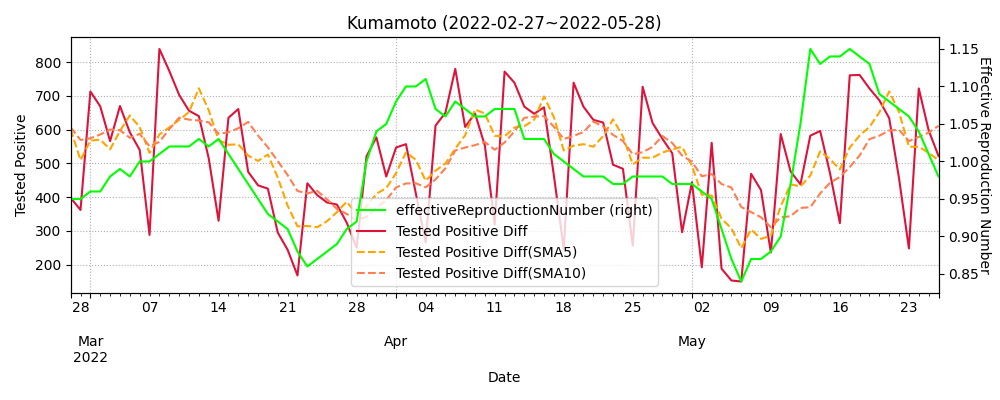 Kumamoto (2022-02-27~2022-05-28)
800
700
600
500
400
300
200
Tested Positive
1.15
1.10
1.05
1.00
0.95
0.90
0.85
Effective Reproduction Number
effectiveReproductionNumber (right)
Tested Positive Diff
Tested Positive Diff(SMA5)
Tested Positive Diff(SMA10)
28 07 14 21 28 04 11 18 25 02 09 16 23
Mar Apr May
2022
Date